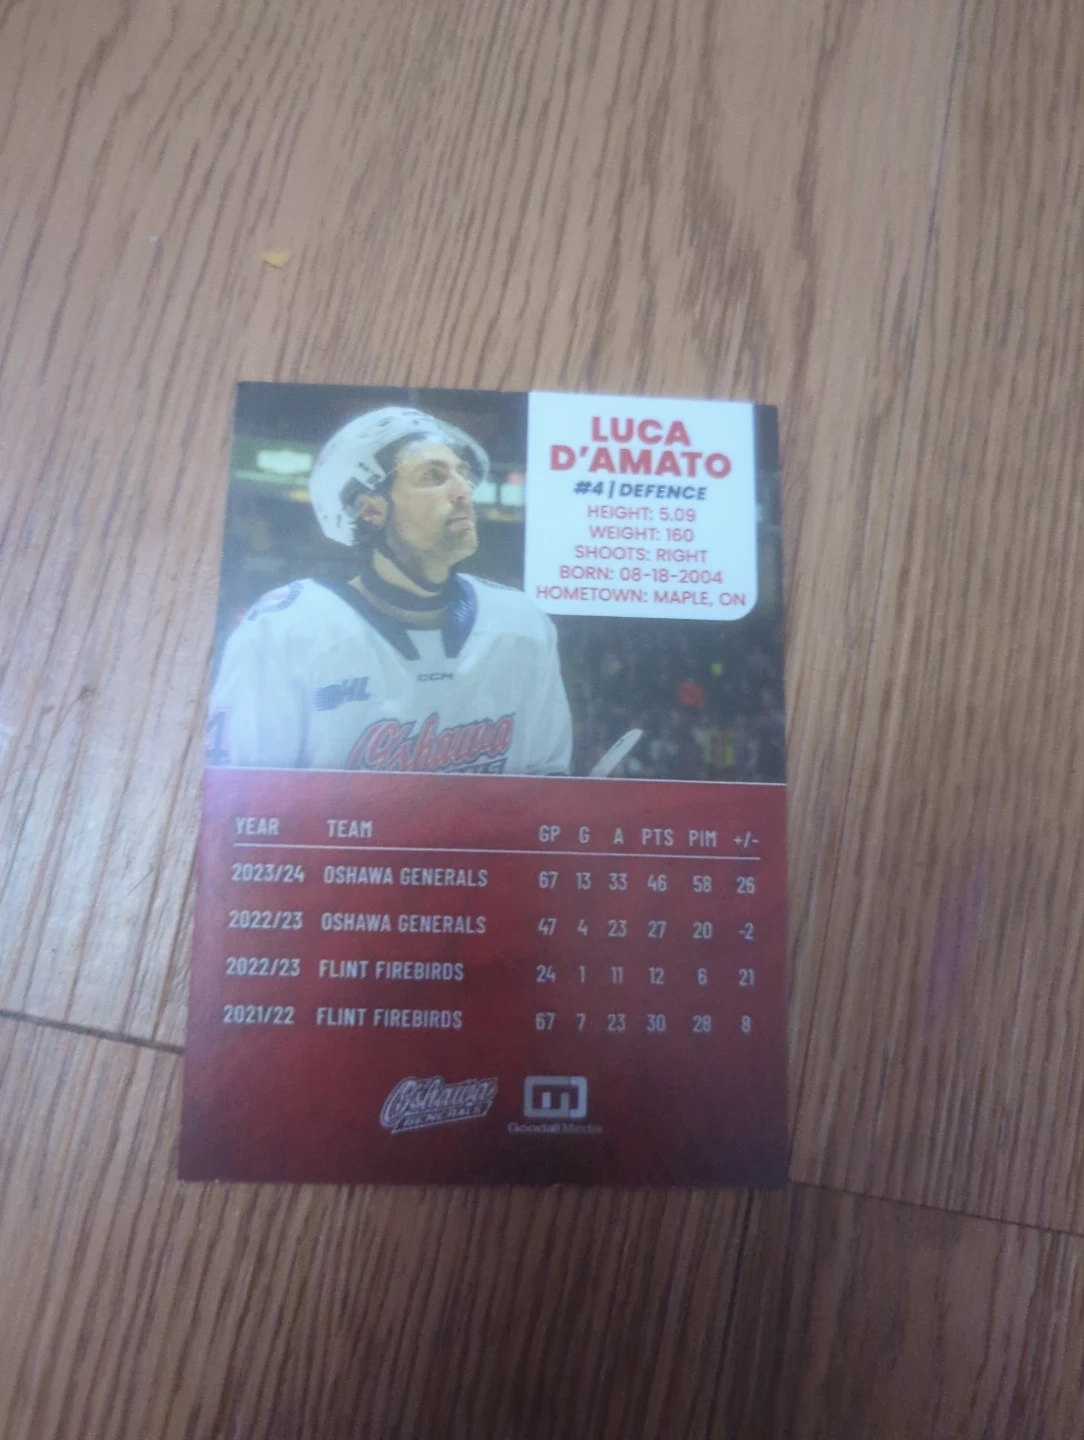 LUCA
D'AMATO
#4 | DEFENCE
HEIGHT: 5.09
WEIGHT: 160
SHOOTS: RIGHT
BORN: 08-18-2004
HOMETOWN: MAPLE, ON
CCM
OHL
4
Oshawa
YEAR TEAM GP G A PTS PIM +/-
2023/24 OSHAWA GENERALS 67 13 33 46 58 26
2022/23 OSHAWA GENERALS 47 4 23 27 20 -2
2022/23 FLINT FIREBIRDS 24 1 11 12 6 21
2021/22 FLINT FIREBIRDS 67 7 23 30 28 8
Oshawa
GENERALS
Goodall Media